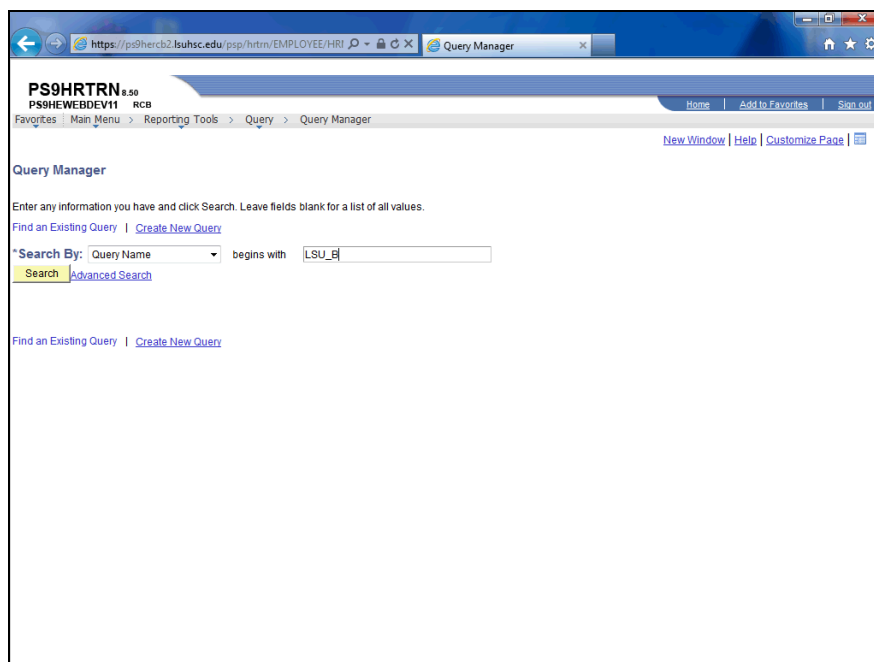 https://ps9hercb2.lsuhsc.edu/psp/hrtrn/EMPLOYEE/HRI
Query Manager
PS9HRTRN 8.50
PS9HEWEBDEV11 RCB
Home | Add to Favorites | Sign out
Favorites Main Menu > Reporting Tools > Query > Query Manager
New Window | Help | Customize Page |
Query Manager
Enter any information you have and click Search. Leave fields blank for a list of all values.
Find an Existing Query | Create New Query
*Search By: Query Name begins with LSU_B
Search Advanced Search
Find an Existing Query | Create New Query